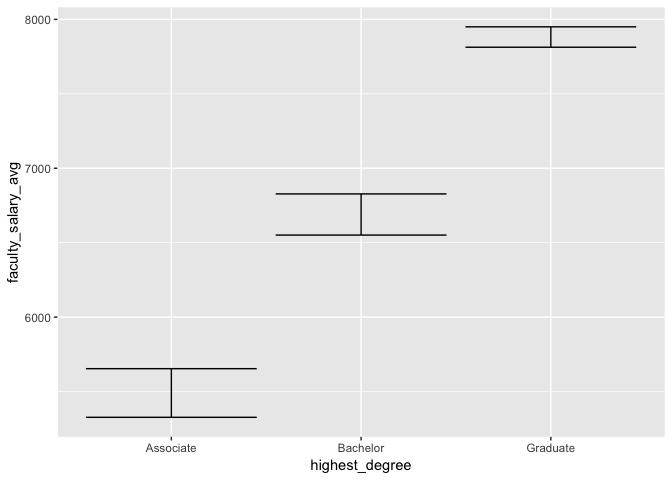 8000
7000
6000
faculty_salary_avg
Associate
Bachelor
Graduate
highest_degree